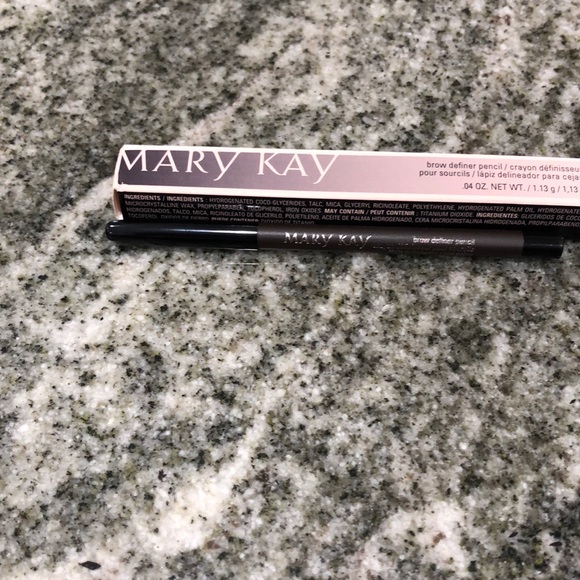 MARY KAY
brow definer pencil / crayon définisseu
pour sourcils / lápiz delineador para ceja
.04 OZ. NET WT. / 1.13 g / 1,13
INGREDIENTS / INGRÉDIENTS : HYDROGENATED COCO-GLYCERIDES, TALC, MICA, GLYCERYL RICINOLEATE, POLYETHYLENE, HYDROGENATED PALM OIL, HYDROGENAT
MICROCRYSTALLINE WAX, PROPYLPARABEN, TOCOPHEROL, IRON OXIDES. MAY CONTAIN / PEUT CONTENIR : TITANIUM DIOXIDE. INGREDIENTES: GLICERIDOS DE COCO
HIDROGENADOS, TALCO, MICA, RICINOLEATO DE GLICERILO, POLIETILENO, ACEITE DE PALMA HIDROGENADO, CERA MICROCRISTALINA HIDROGENADA, PROPYLPARABEN
MARY KAY
brow definer pencil